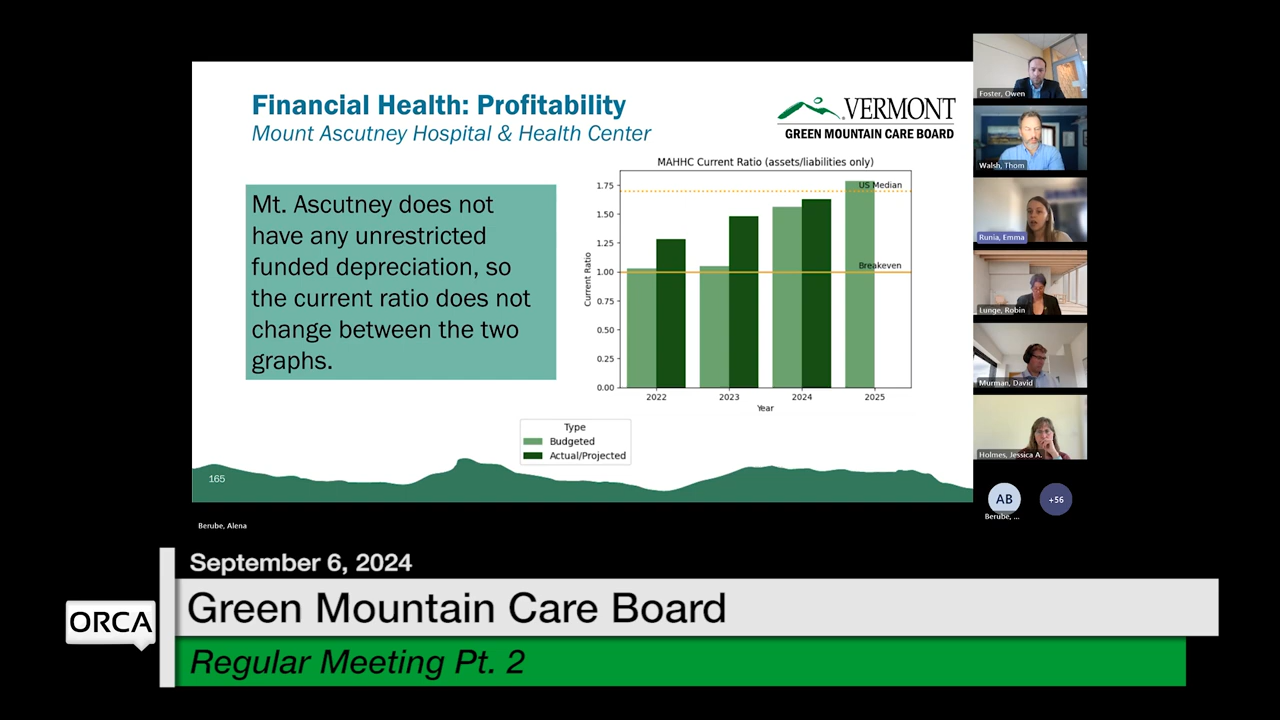 Financial Health: Profitability
Mount Ascutney Hospital & Health Center
VERMONT
GREEN MOUNTAIN CARE BOARD
Mt. Ascutney does not
have any unrestricted
funded depreciation, so
the current ratio does not
change between the two
graphs.
MAHHC Current Ratio (assets/liabilities only)
Current Ratio
1.75
1.50
1.25
1.00
0.75
0.50
0.25
0.00
US Median
Breakeven
2022
2023
2024
2025
Year
Type
Budgeted
Actual/Projected
165
Foster, Owen
Walsh, Thom
Runia, Emma
Lunge, Robin
Murman, David
Holmes, Jessica A.
AB
+56
Berube, ...
Berube, Alena
September 6, 2024
ORCA
Green Mountain Care Board
Regular Meeting Pt. 2